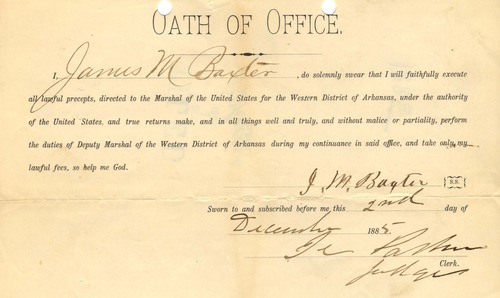 OATH OF OFFICE.
I, James M Baxter, do solemnly swear that I will faithfully execute
all lawful precepts, directed to the Marshal of the United States for the Western District of Arkansas, under the authority
of the United States, and true returns make, and in all things well and truly, and without malice or partiality, perform
the duties of Deputy Marshal of the Western District of Arkansas during my continuance in said office, and take only my
lawful fees, so help me God.
J. M. Baxter {S.S.}
Sworn to and subscribed before me, this 2nd day of
December 1885
Parker
Clerk.
Judge